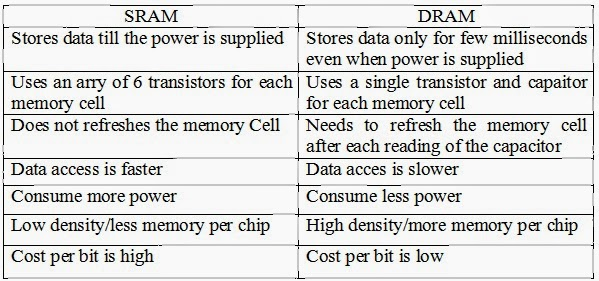 SRAM DRAM
Stores data till the power is supplied Stores data only for few milliseconds
even when power is supplied
Uses an arry of 6 transistors for each Uses a single transistor and capaitor
memory cell for each memory cell
Does not refreshes the memory Cell Needs to refresh the memory cell
after each reading of the capacitor
Data access is faster Data acces is slower
Consume more power Consume less power
Low density/less memory per chip High density/more memory per chip
Cost per bit is high Cost per bit is low